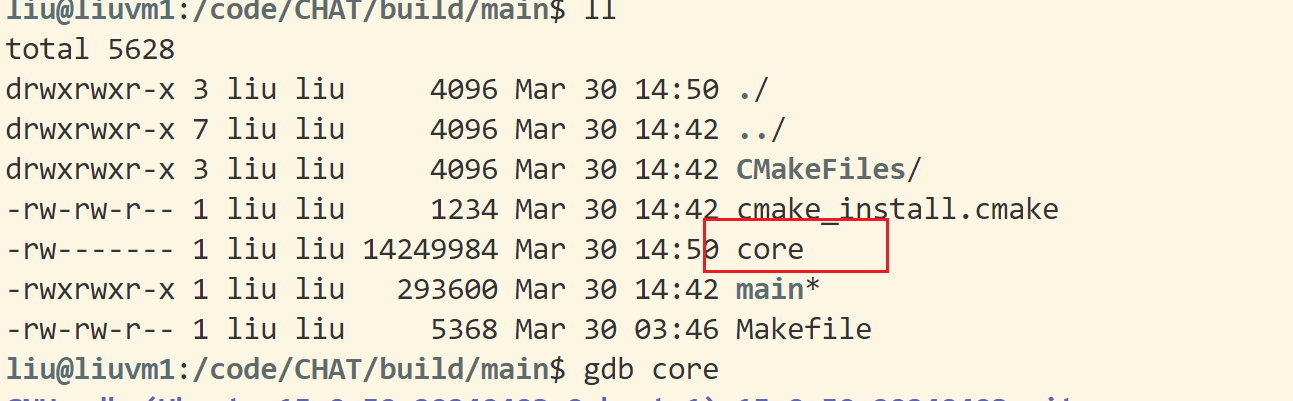 liu@liuvm1:/code/CHAT/build/main$ ll
total 5628
drwxrwxr-x 3 liu liu     4096 Mar 30 14:50 ./
drwxrwxr-x 7 liu liu     4096 Mar 30 14:42 ../
drwxrwxr-x 3 liu liu     4096 Mar 30 14:42 CMakeFiles/
-rw-rw-r-- 1 liu liu     1234 Mar 30 14:42 cmake_install.cmake
-rw------- 1 liu liu 14249984 Mar 30 14:50 core
-rwxrwxr-x 1 liu liu   293600 Mar 30 14:42 main*
-rw-rw-r-- 1 liu liu     5368 Mar 30 03:46 Makefile
liu@liuvm1:/code/CHAT/build/main$ gdb core